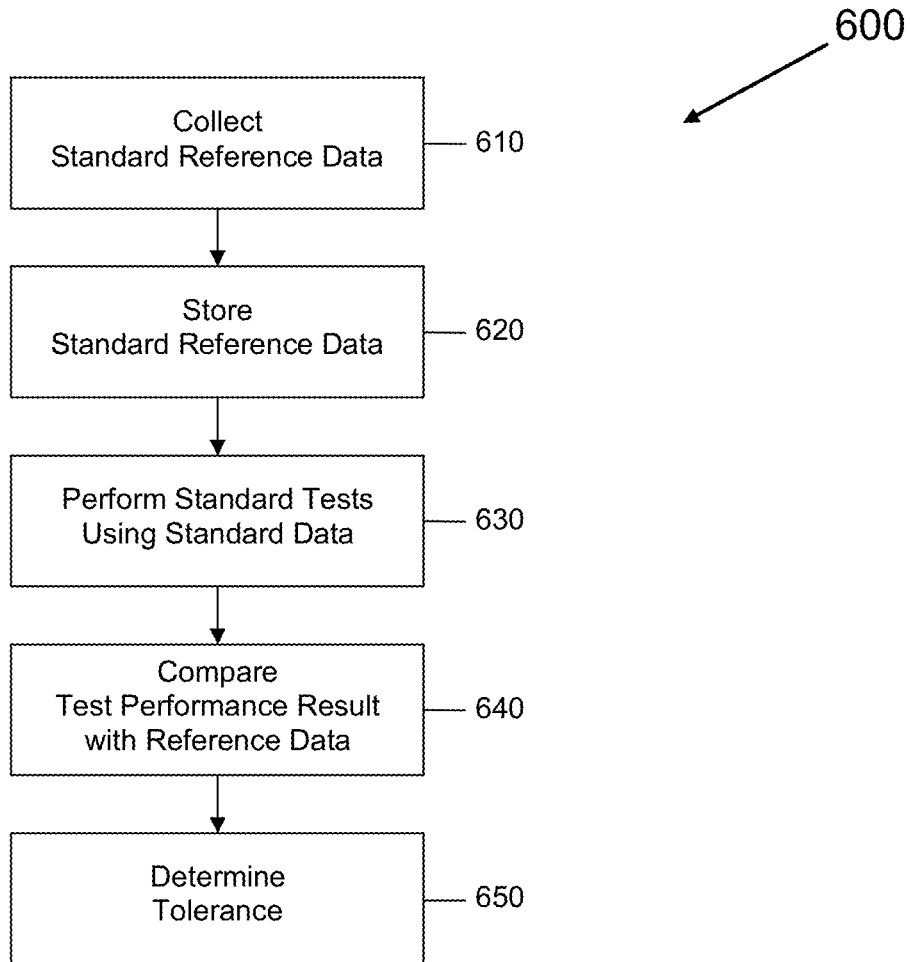 600
Collect
Standard Reference Data
610
Store
Standard Reference Data
620
Perform Standard Tests
Using Standard Data
630
Compare
Test Performance Result
with Reference Data
640
Determine
Tolerance
650